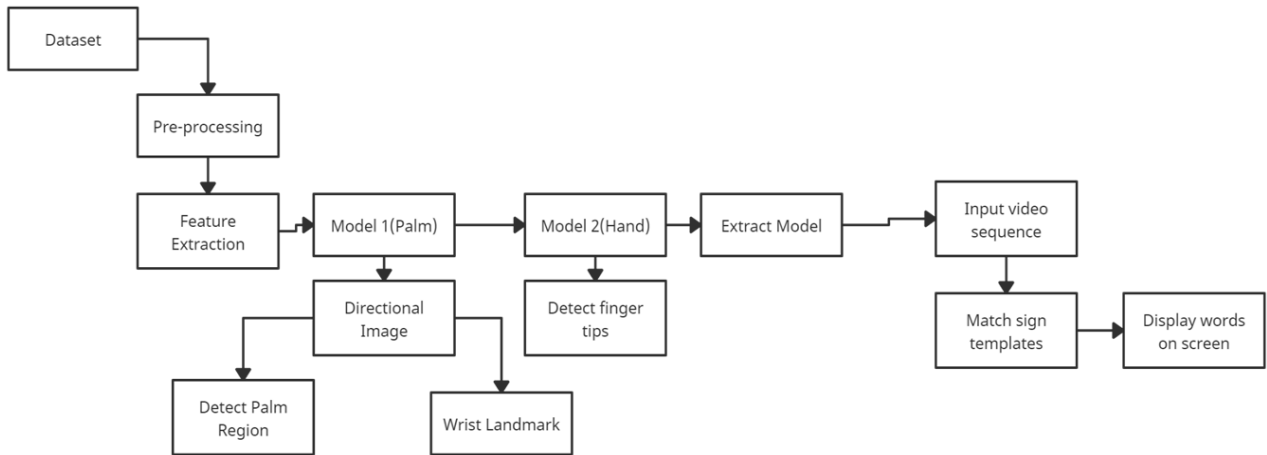 Dataset
Pre-processing
Feature
Extraction
Model 1(Palm)
Model 2(Hand)
Extract Model
Input video
sequence
Directional
Image
Detect finger
tips
Match sign
templates
Display words
on screen
Detect Palm
Region
Wrist Landmark